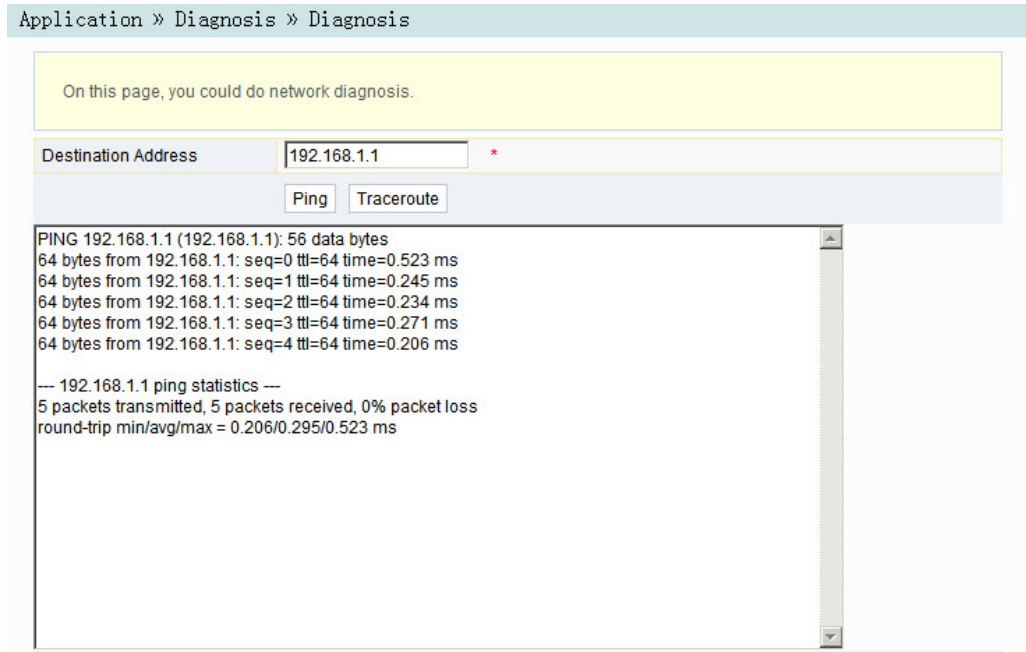 Application » Diagnosis » Diagnosis
On this page, you could do network diagnosis.
Destination Address 192.168.1.1 *
Ping Traceroute
PING 192.168.1.1 (192.168.1.1): 56 data bytes
64 bytes from 192.168.1.1: seq=0 ttl=64 time=0.523 ms
64 bytes from 192.168.1.1: seq=1 ttl=64 time=0.245 ms
64 bytes from 192.168.1.1: seq=2 ttl=64 time=0.234 ms
64 bytes from 192.168.1.1: seq=3 ttl=64 time=0.271 ms
64 bytes from 192.168.1.1: seq=4 ttl=64 time=0.206 ms
--- 192.168.1.1 ping statistics ---
5 packets transmitted, 5 packets received, 0% packet loss
round-trip min/avg/max = 0.206/0.295/0.523 ms